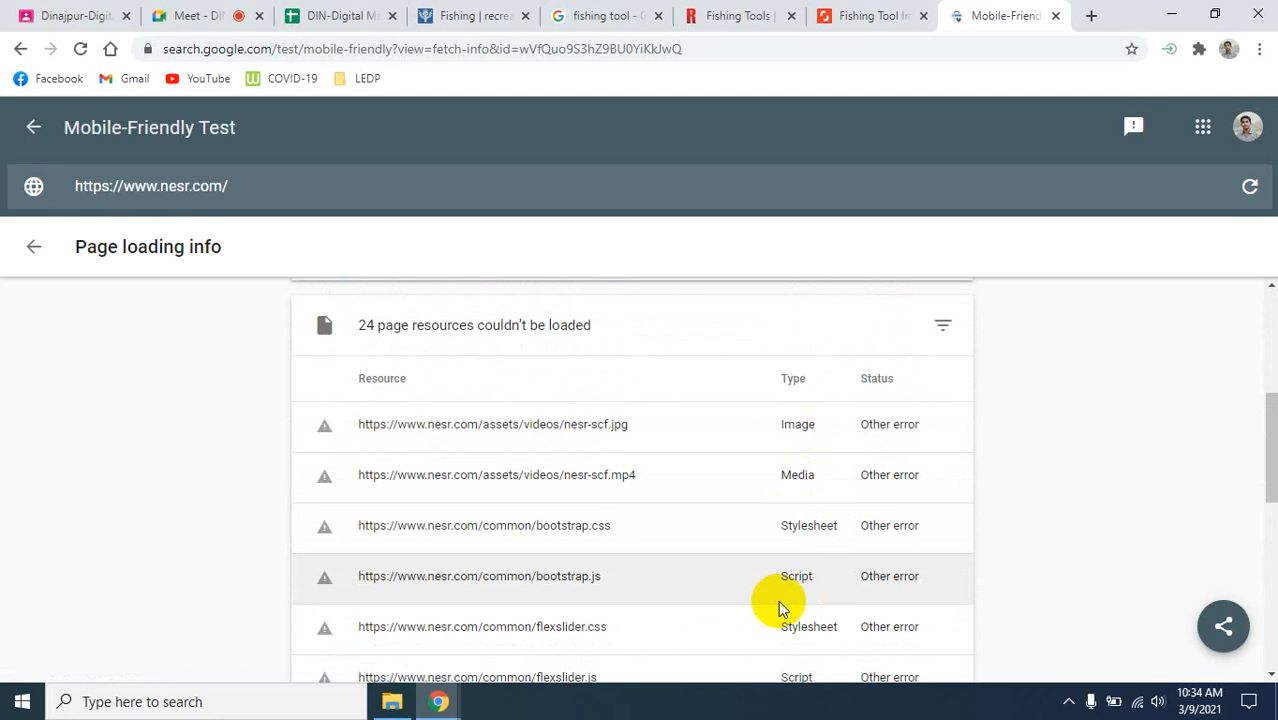 Dinajpur-Digita
Meet - DIN
DIN-Digital Ma
Fishing | recrea
fishing tool - G
Fishing Tools |
Fishing Tool In
Mobile-Friend
search.google.com/test/mobile-friendly?view=fetch-info&id=wVfQuo9S3hZ9BU0YiKkJwQ
Facebook
Gmail
YouTube
COVID-19
LEDP
Mobile-Friendly Test
https://www.nesr.com/
Page loading info
24 page resources couldn't be loaded
Resource Type Status
https://www.nesr.com/assets/videos/nesr-scf.jpg Image Other error
https://www.nesr.com/assets/videos/nesr-scf.mp4 Media Other error
https://www.nesr.com/common/bootstrap.css Stylesheet Other error
https://www.nesr.com/common/bootstrap.js Script Other error
https://www.nesr.com/common/flexslider.css Stylesheet Other error
https://www.nesr.com/common/flexslider.js Script Other error
Type here to search
10:34 AM
3/9/2021